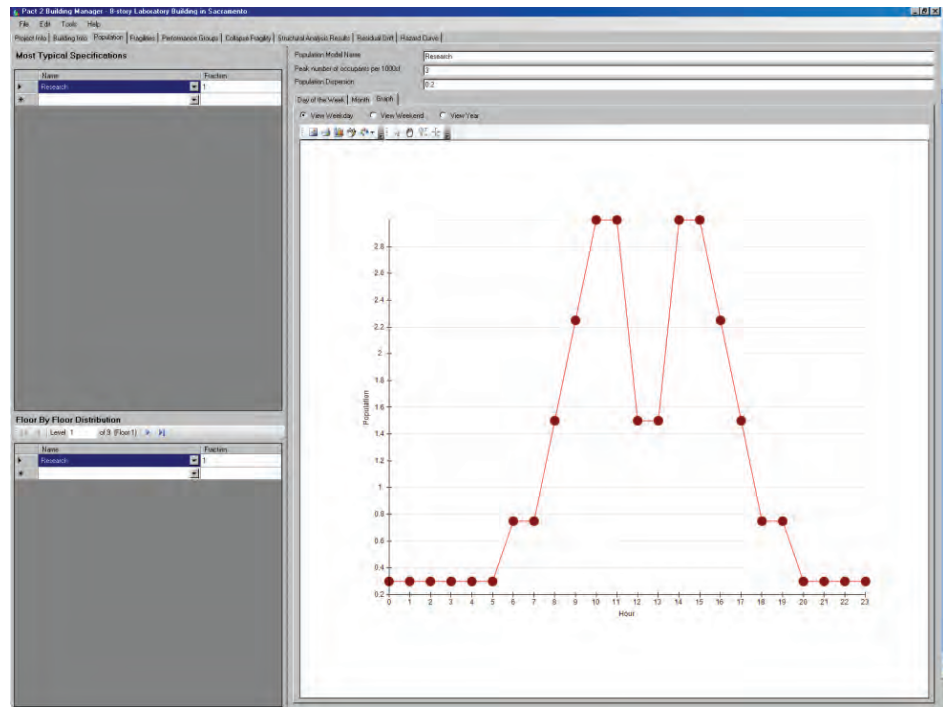 Pact 2 Building Manager - 8-story Laboratory Building in Sacramento
File Edit Tools Help
Project Info Building Info Population Fragilities Performance Groups Collapse Fragility Structural Analysis Results Residual Drift Hazard Curve
Most Typical Specifications
Name Fraction
Research 1
Population Model Name Research
Peak number of occupants per 1000sf 3
Population Dispersion 0.2
Day of the Week Month Graph
View Weekday View Weekend View Year
2.8
2.6
2.4
2.2
2
1.8
1.6
1.4
1.2
1
0.8
0.6
0.4
0.2
Population
0 1 2 3 4 5 6 7 8 9 10 11 12 13 14 15 16 17 18 19 20 21 22 23
Hour
Floor By Floor Distribution
Level 1 of 9 (Floor 1)
Name Fraction
Research 1